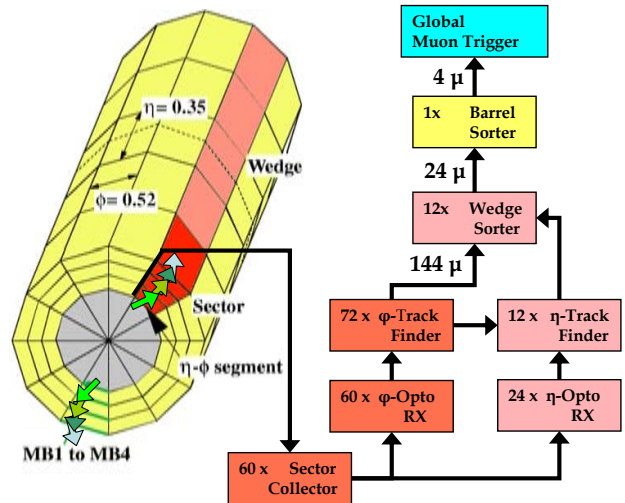 Global
Muon Trigger
4 μ
1x Barrel
Sorter
24 μ
12x Wedge
Sorter
144 μ
72 x φ-Track
Finder
12 x η-Track
Finder
60 x φ-Opto
RX
24 x η-Opto
RX
60 x Sector
Collector
η= 0.35
Wedge
ϕ= 0.52
Sector
η-ϕ segment
MB1 to MB4